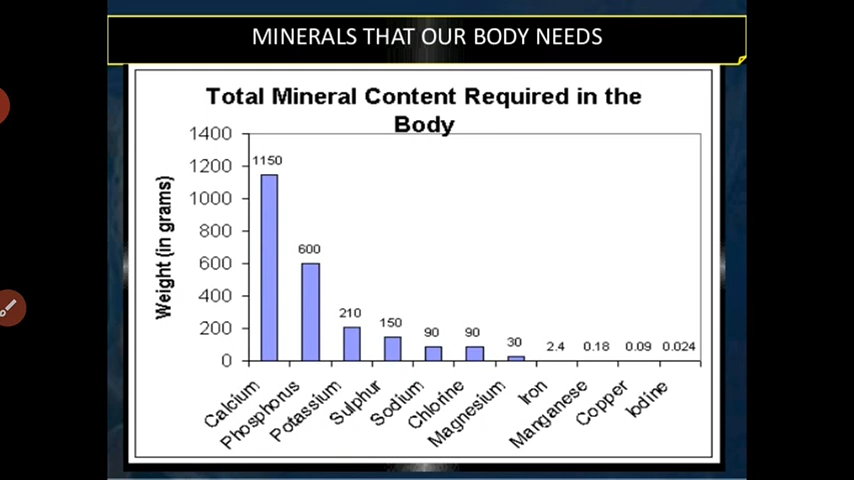 MINERALS THAT OUR BODY NEEDS
Total Mineral Content Required in the
Body
Weight (in grams)
1400
1200
1000
800
600
400
200
0
1150
600
210
150
90
90
30
2.4
0.18
0.09
0.024
Calcium
Phosphorus
Potassium
Sulphur
Sodium
Chlorine
Magnesium
Iron
Manganese
Copper
Iodine